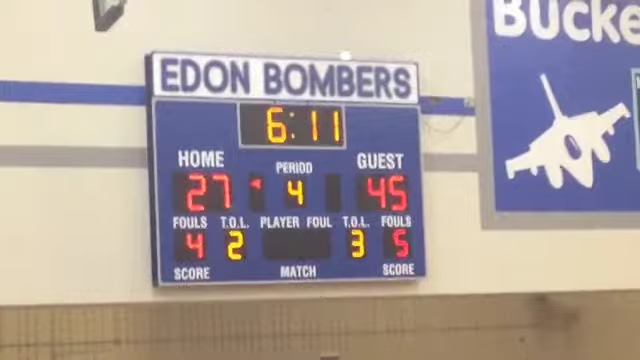 Bucke
EDON BOMBERS
6:11
HOME PERIOD GUEST
27 4 45
FOULS T.O.L. PLAYER FOUL T.O.L. FOULS
4 2 3 5
SCORE MATCH SCORE